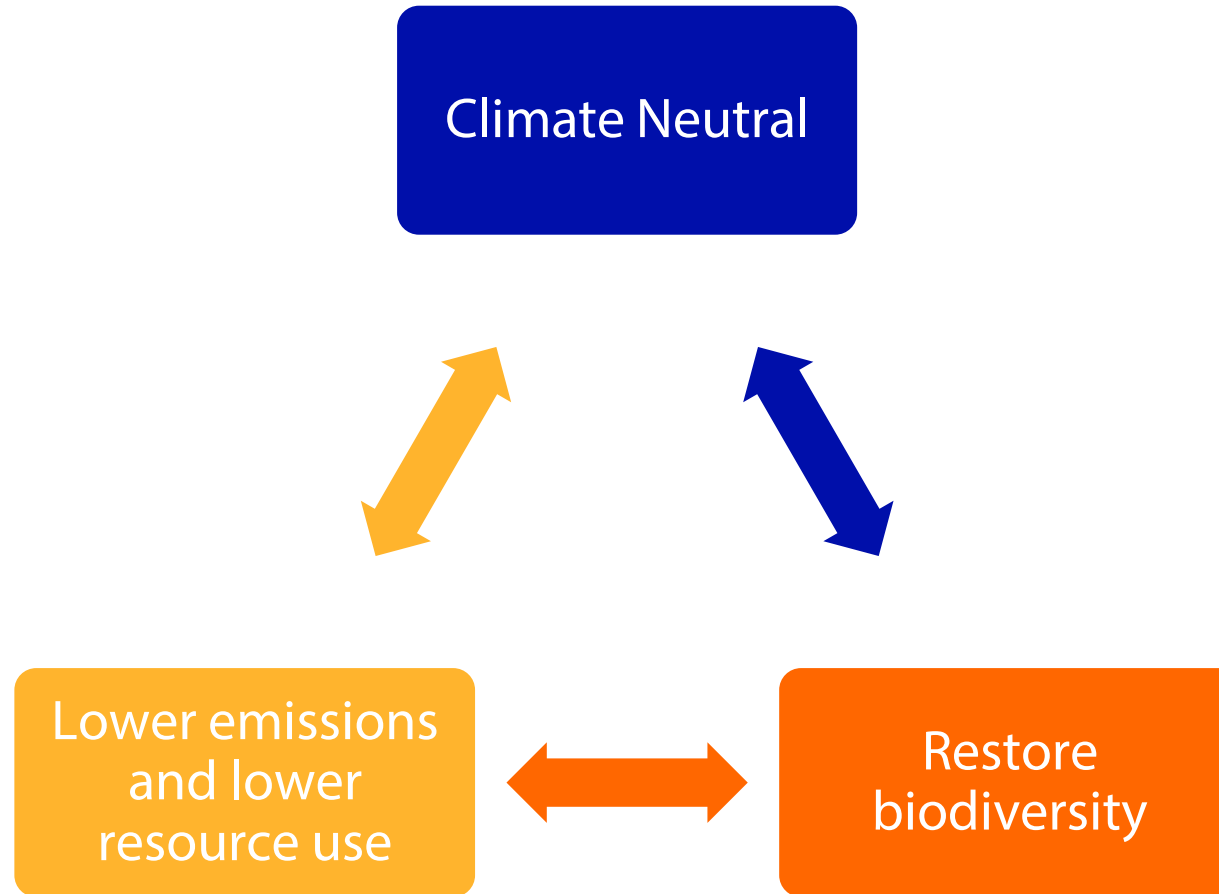 Climate Neutral
Lower emissions
and lower
resource use
Restore
biodiversity